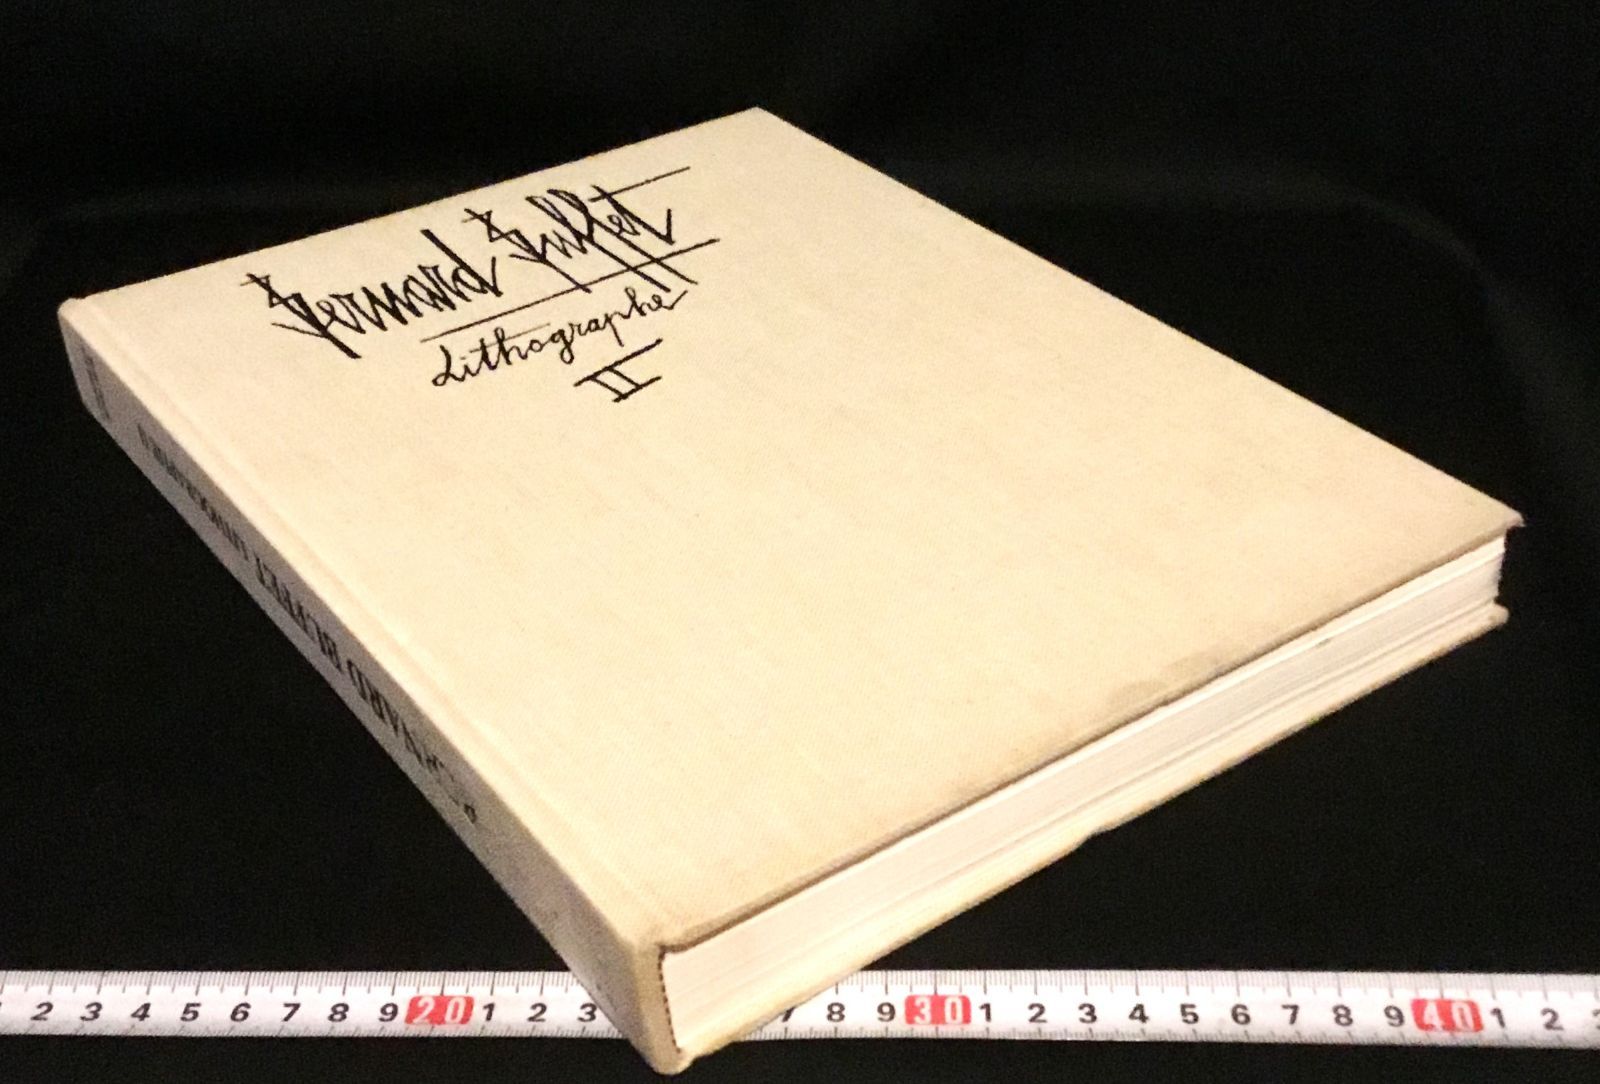 Bernard Buffet
Lithographe
II
BERNARD BUFFET LITHOGRAPHE
2 3 4 5 6 7 8 9 20 1 2 3 7 8 9 30 1 2 3 4 5 6 7 8 9 40 1 2